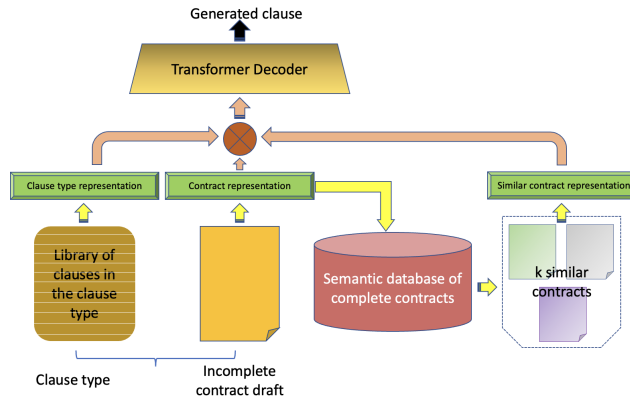 Generated clause
Transformer Decoder
Clause type representation
Contract representation
Similar contract representation
Library of
clauses in
the clause
type
Semantic database of
complete contracts
k similar
contracts
Clause type
Incomplete
contract draft